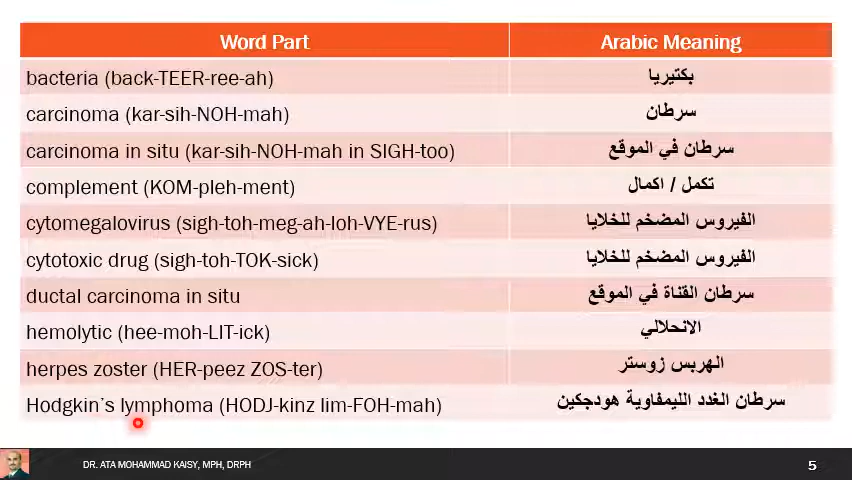 Word Part
Arabic Meaning
bacteria (back-TEER-ree-ah)
بكتيريا
carcinoma (kar-sih-NOH-mah)
سرطان
carcinoma in situ (kar-sih-NOH-mah in SIGH-too)
سرطان في الموقع
complement (KOM-pleh-ment)
تكمل / اكمال
cytomegalovirus (sigh-toh-meg-ah-loh-VYE-rus)
الفيروس المضخم للخلايا
cytotoxic drug (sigh-toh-TOK-sick)
الفيروس المضخم للخلايا
ductal carcinoma in situ
سرطان القناة في الموقع
hemolytic (hee-moh-LIT-ick)
الانحلالي
herpes zoster (HER-peez ZOS-ter)
الهربس زوستر
Hodgkin's lymphoma (HODJ-kinz lim-FOH-mah)
سرطان الغدد الليمفاوية هودجكين
DR. ATA MOHAMMAD KAISY, MPH, DRPH
5